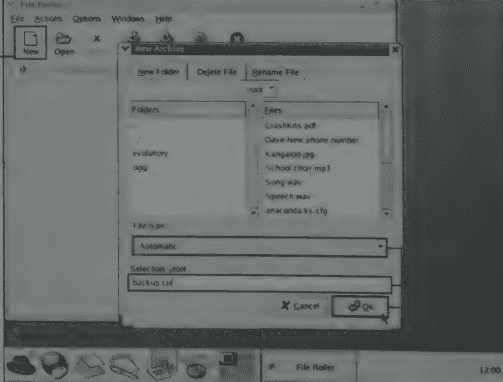 File Roller
File Actions Options Windows Help
New Open
New Archive
New Folder Delete File Rename File
/root
Folders
Files
../
evolution/
ogg/
Crashkits.pdf
Dave-New phone number
Kangaroo.jpg
School choir mp3
Song wav
Speech wav
anaconda-ks.cfg
File type:
Automatic
Selection: /root
backup.tar
Cancel OK
File Roller
12:00